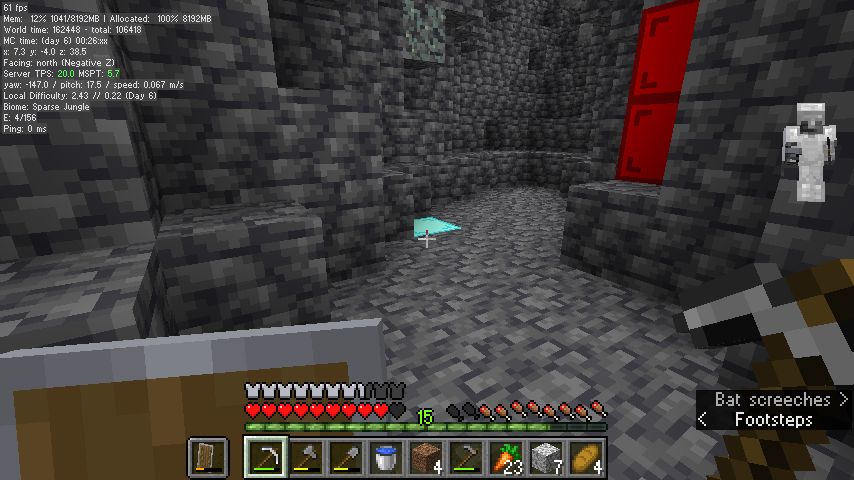 61 fps
Mem: 12% 1041/8192MB | Allocated: 100% 8192MB
World time: 162448 - total: 106418
MC time: (day 6) 00:26:xx
x: 7.3 y: -4.0 z: 38.5
Facing: north (Negative Z)
Server TPS: 20.0 MSPT: 5.7
yaw: -147.0 / pitch: 17.5 / speed: 0.067 m/s
Local Difficulty: 2.43 // 0.22 (Day 6)
Biome: Sparse Jungle
E: 4/156
Ping: 0 ms
Bat screeches >
< Footsteps
15
4
23
7
4